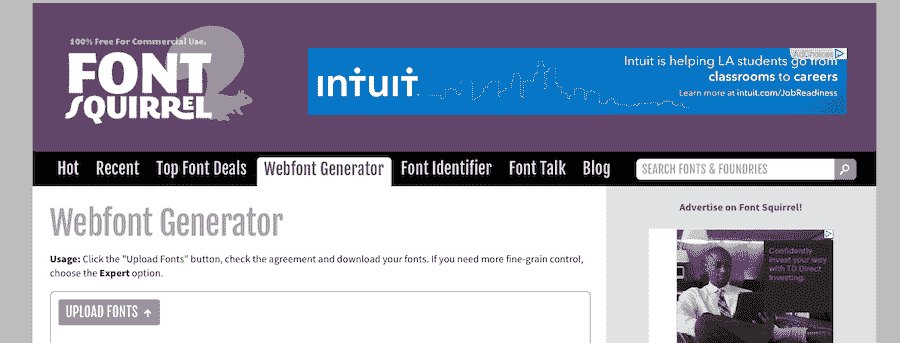 100% Free For Commercial Use.
FONT
SQUIRREL
AdChoices
intuit
Intuit is helping LA students go from
classrooms to careers
Learn more at intuit.com/JobReadiness
Hot Recent Top Font Deals Webfont Generator Font Identifier Font Talk Blog SEARCH FONTS & FOUNDRIES
Webfont Generator
Advertise on Font Squirrel!
Usage: Click the "Upload Fonts" button, check the agreement and download your fonts. If you need more fine-grain control,
choose the Expert option.
Confidently
invest your way
with TD Direct
Investing.
UPLOAD FONTS